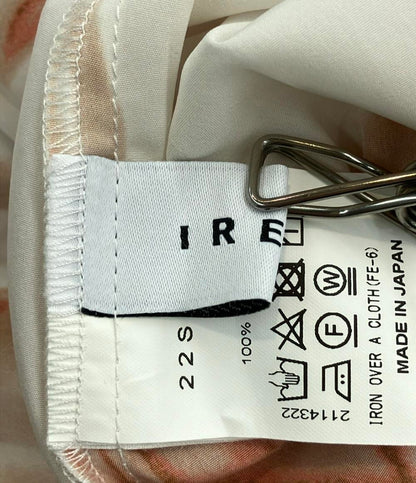 IRE
22S
100%
W
F
2114322
IRON OVER A CLOTH(FE-6)
MADE IN JAPAN